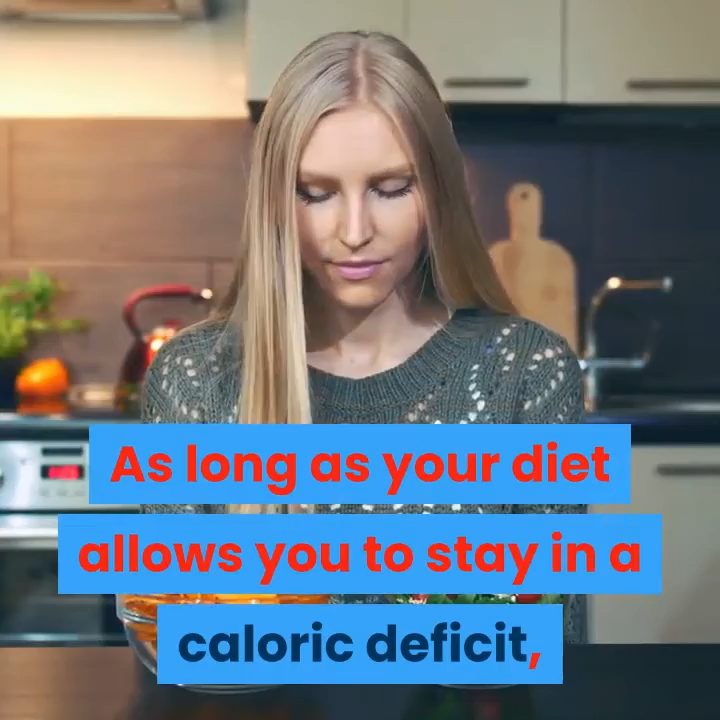 As long as your diet
allows you to stay in a
caloric deficit,